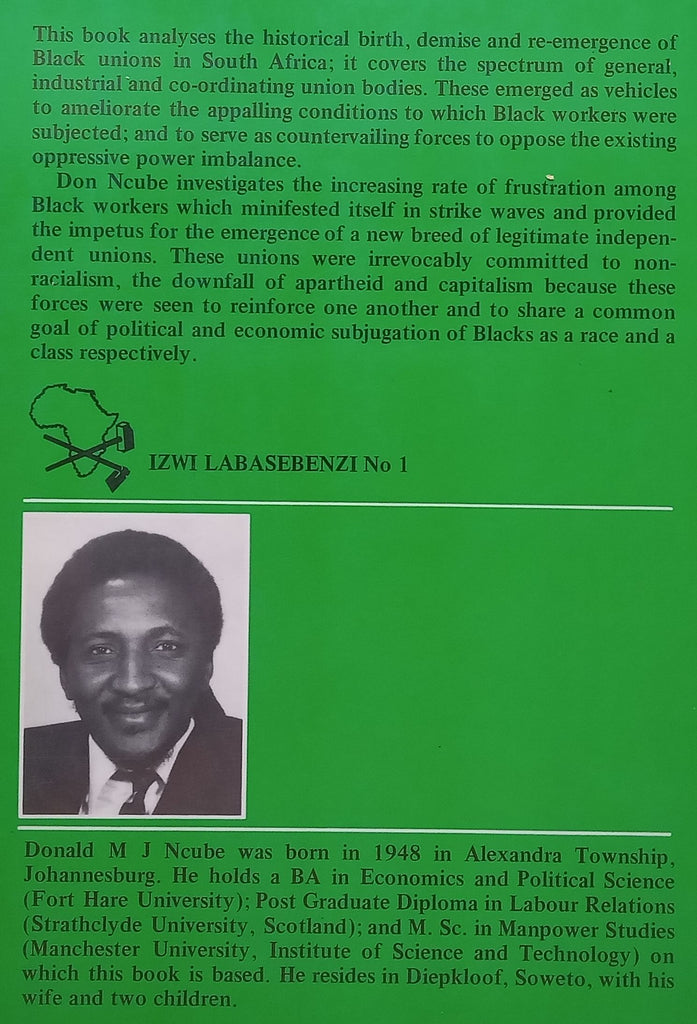 This book analyses the historical birth, demise and re-emergence of
Black unions in South Africa; it covers the spectrum of general,
industrial and co-ordinating union bodies. These emerged as vehicles
to ameliorate the appalling conditions to which Black workers were
subjected; and to serve as countervailing forces to oppose the existing
oppressive power imbalance.
Don Ncube investigates the increasing rate of frustration among
Black workers which minifested itself in strike waves and provided
the impetus for the emergence of a new breed of legitimate indepen-
dent unions. These unions were irrevocably committed to non-
racialism, the downfall of apartheid and capitalism because these
forces were seen to reinforce one another and to share a common
goal of political and economic subjugation of Blacks as a race and a
class respectively.
IZWI LABASEBENZI No 1
Donald M J Ncube was born in 1948 in Alexandra Township,
Johannesburg. He holds a BA in Economics and Political Science
(Fort Hare University); Post Graduate Diploma in Labour Relations
(Strathclyde University, Scotland); and M. Sc. in Manpower Studies
(Manchester University, Institute of Science and Technology) on
which this book is based. He resides in Diepkloof, Soweto, with his
wife and two children.